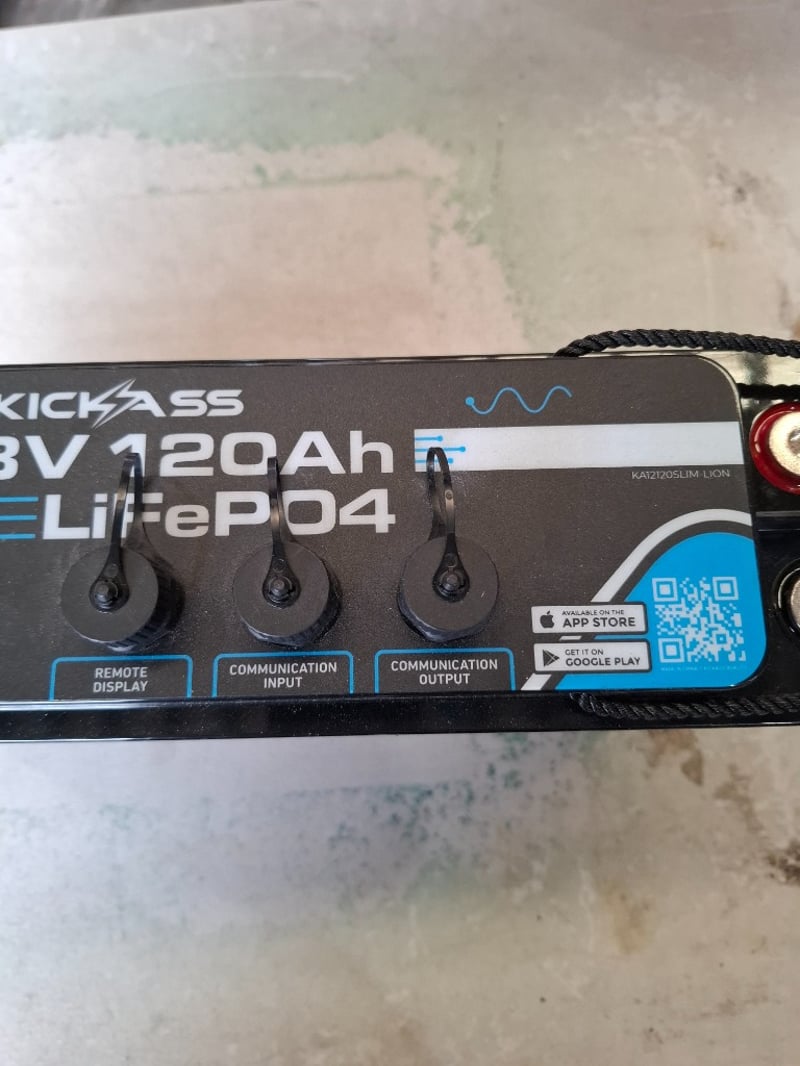 KICKASS
8V 120Ah
LiFePO4
KA12120SLIM-LION
REMOTE
DISPLAY
COMMUNICATION
INPUT
COMMUNICATION
OUTPUT
AVAILABLE ON THE
APP STORE
GET IT ON
GOOGLE PLAY